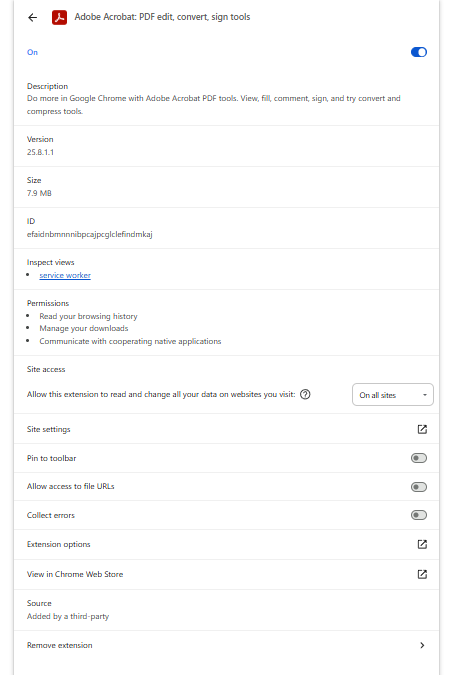 Adobe Acrobat: PDF edit, convert, sign tools
On
Description
Do more in Google Chrome with Adobe Acrobat PDF tools. View, fill, comment, sign, and try convert and
compress tools.
Version
25.8.1.1
Size
7.9 MB
ID
efaidnbmnnnibpcajpcglclefindmkaj
Inspect views
• service worker
Permissions
• Read your browsing history
• Manage your downloads
• Communicate with cooperating native applications
Site access
Allow this extension to read and change all your data on websites you visit: ? On all sites
Site settings
Pin to toolbar
Allow access to file URLs
Collect errors
Extension options
View in Chrome Web Store
Source
Added by a third-party
Remove extension